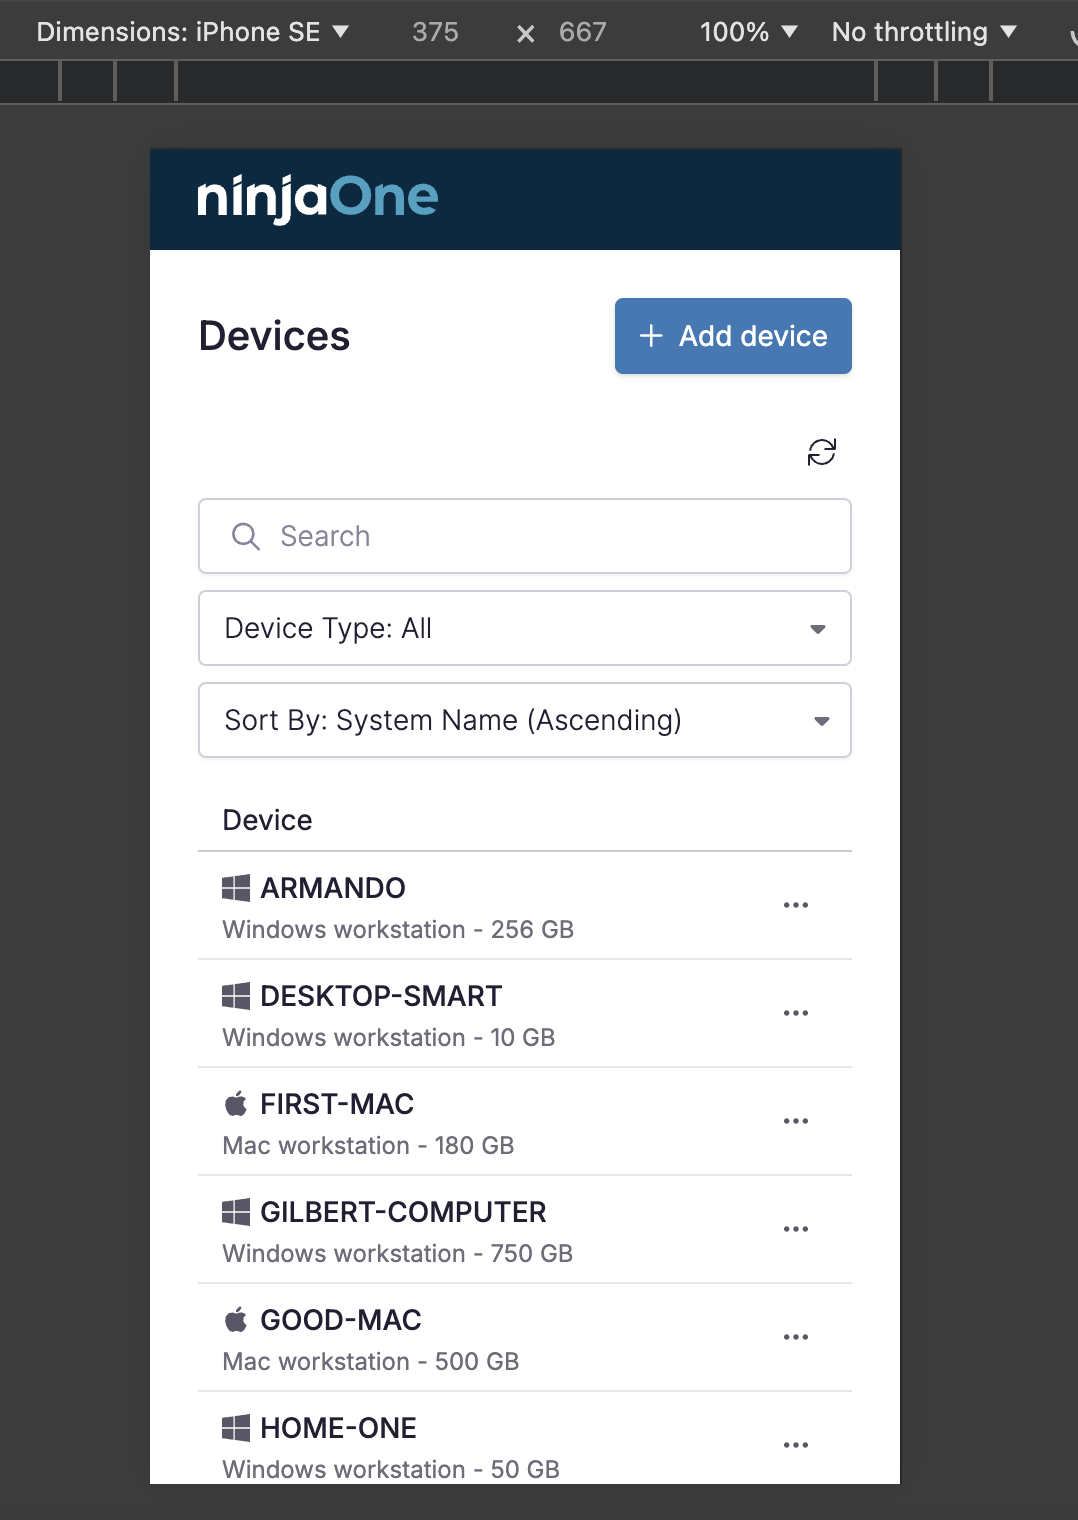 Dimensions: iPhone SE ▼ 375 × 667 100% ▼ No throttling ▼
ninjaOne
Devices
+ Add device
Search
Device Type: All
Sort By: System Name (Ascending)
Device
ARMANDO
Windows workstation - 256 GB
DESKTOP-SMART
Windows workstation - 10 GB
FIRST-MAC
Mac workstation - 180 GB
GILBERT-COMPUTER
Windows workstation - 750 GB
GOOD-MAC
Mac workstation - 500 GB
HOME-ONE
Windows workstation - 50 GB